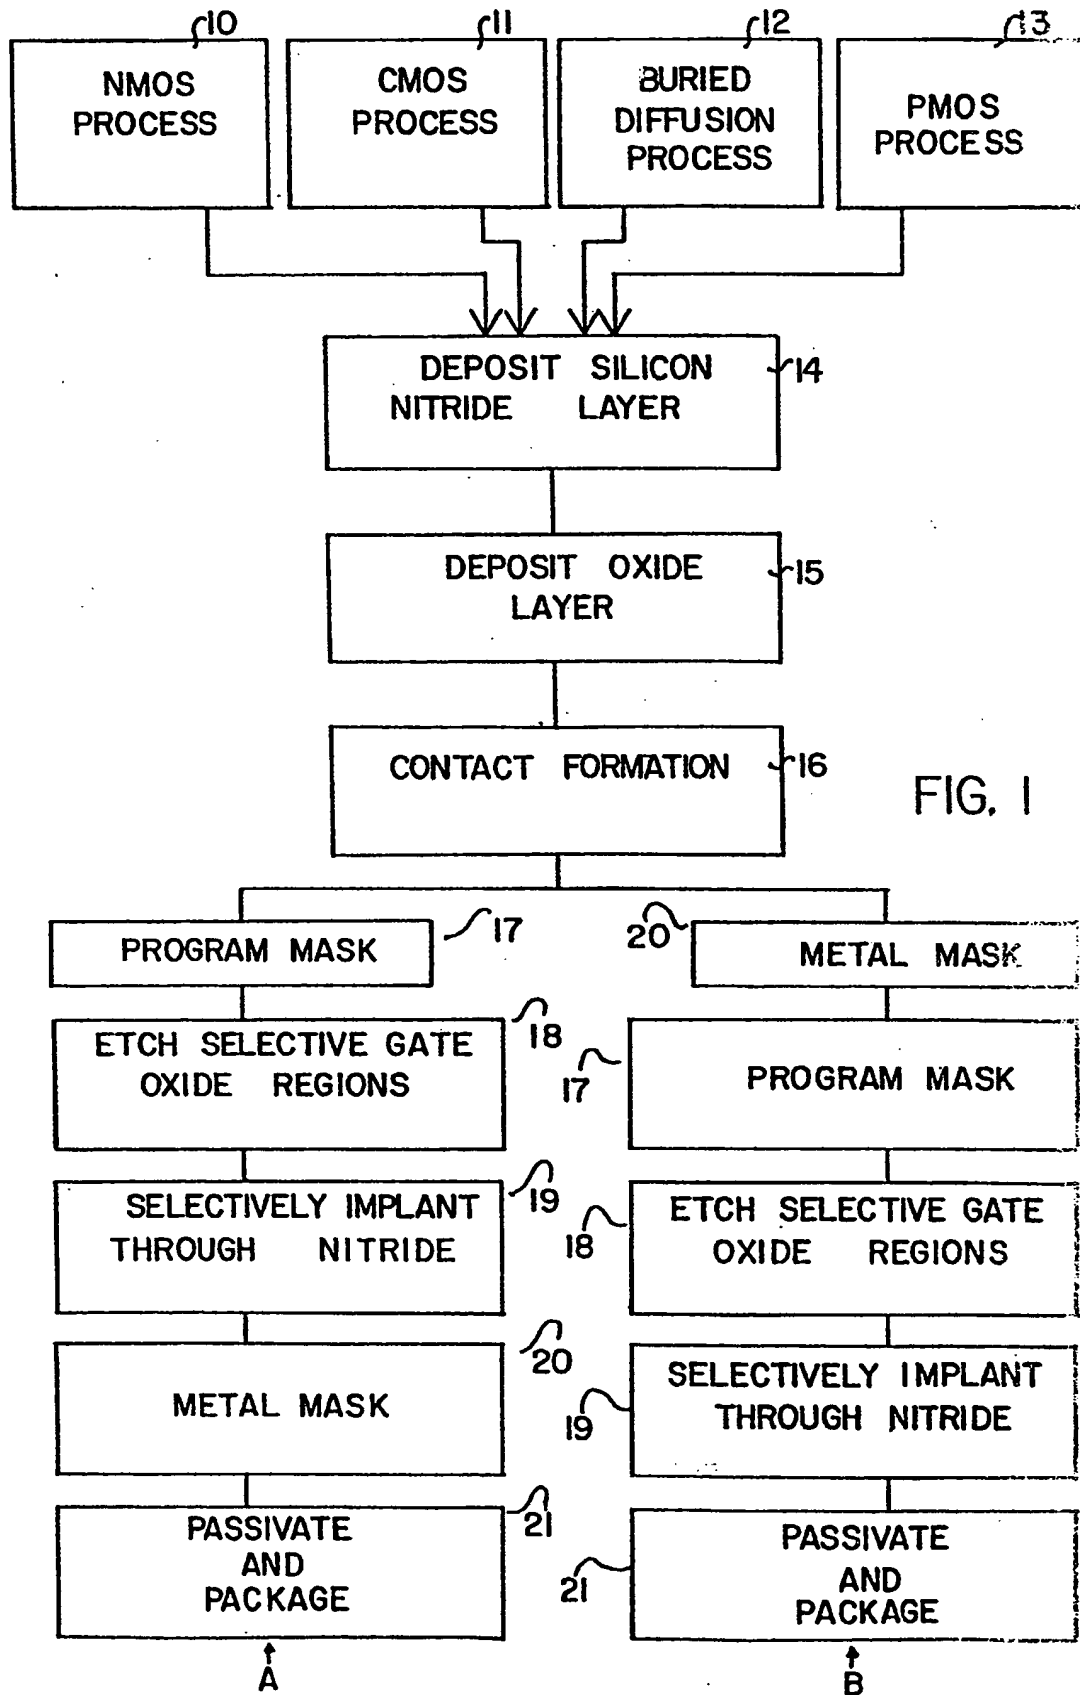 10
11
12
13
NMOS
PROCESS
CMOS
PROCESS
BURIED
DIFFUSION
PROCESS
PMOS
PROCESS
DEPOSIT SILICON
NITRIDE LAYER
14
DEPOSIT OXIDE
LAYER
15
CONTACT FORMATION
16
FIG. 1
PROGRAM MASK
17
ETCH SELECTIVE GATE
OXIDE REGIONS
18
SELECTIVELY IMPLANT
THROUGH NITRIDE
19
METAL MASK
20
PASSIVATE
AND
PACKAGE
21
A
20
METAL MASK
17
PROGRAM MASK
18
ETCH SELECTIVE GATE
OXIDE REGIONS
19
SELECTIVELY IMPLANT
THROUGH NITRIDE
21
PASSIVATE
AND
PACKAGE
B